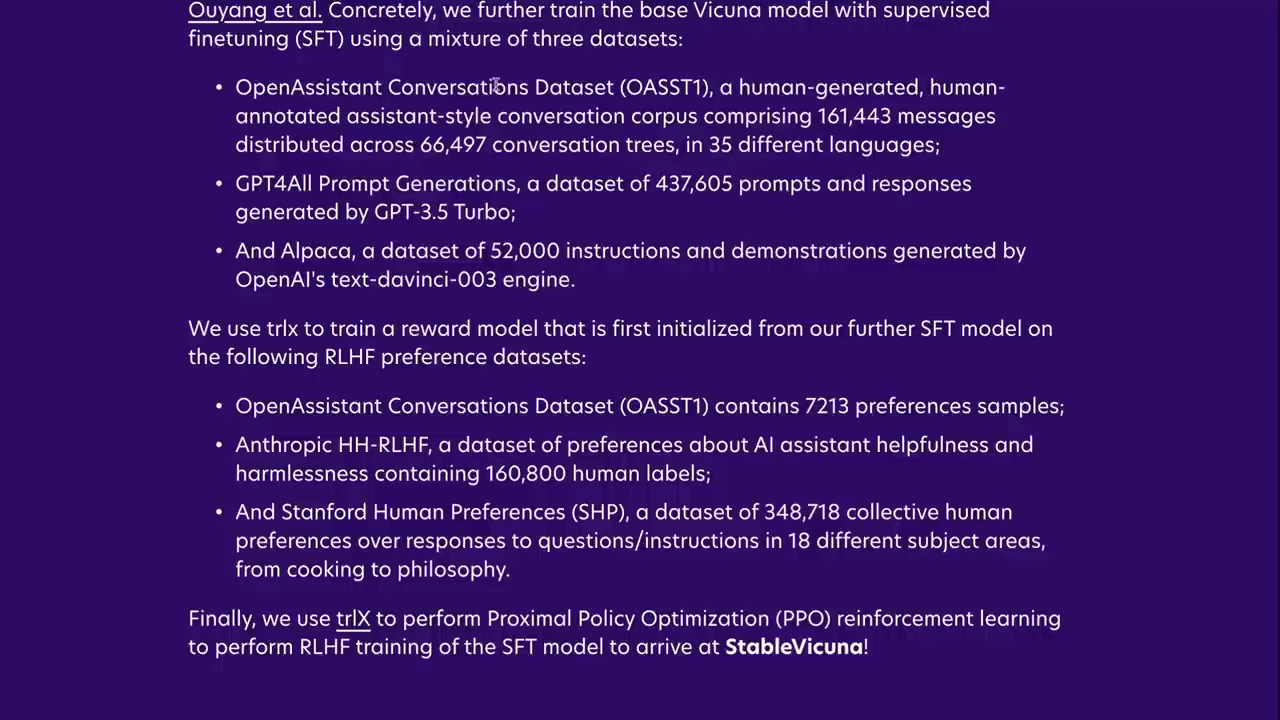 Ouyang et al. Concretely, we further train the base Vicuna model with supervised
finetuning (SFT) using a mixture of three datasets:
• OpenAssistant Conversations Dataset (OASST1), a human-generated, human-
annotated assistant-style conversation corpus comprising 161,443 messages
distributed across 66,497 conversation trees, in 35 different languages;
• GPT4All Prompt Generations, a dataset of 437,605 prompts and responses
generated by GPT-3.5 Turbo;
• And Alpaca, a dataset of 52,000 instructions and demonstrations generated by
OpenAI's text-davinci-003 engine.
We use trlx to train a reward model that is first initialized from our further SFT model on
the following RLHF preference datasets:
• OpenAssistant Conversations Dataset (OASST1) contains 7213 preferences samples;
• Anthropic HH-RLHF, a dataset of preferences about AI assistant helpfulness and
harmlessness containing 160,800 human labels;
• And Stanford Human Preferences (SHP), a dataset of 348,718 collective human
preferences over responses to questions/instructions in 18 different subject areas,
from cooking to philosophy.
Finally, we use trlX to perform Proximal Policy Optimization (PPO) reinforcement learning
to perform RLHF training of the SFT model to arrive at StableVicuna!